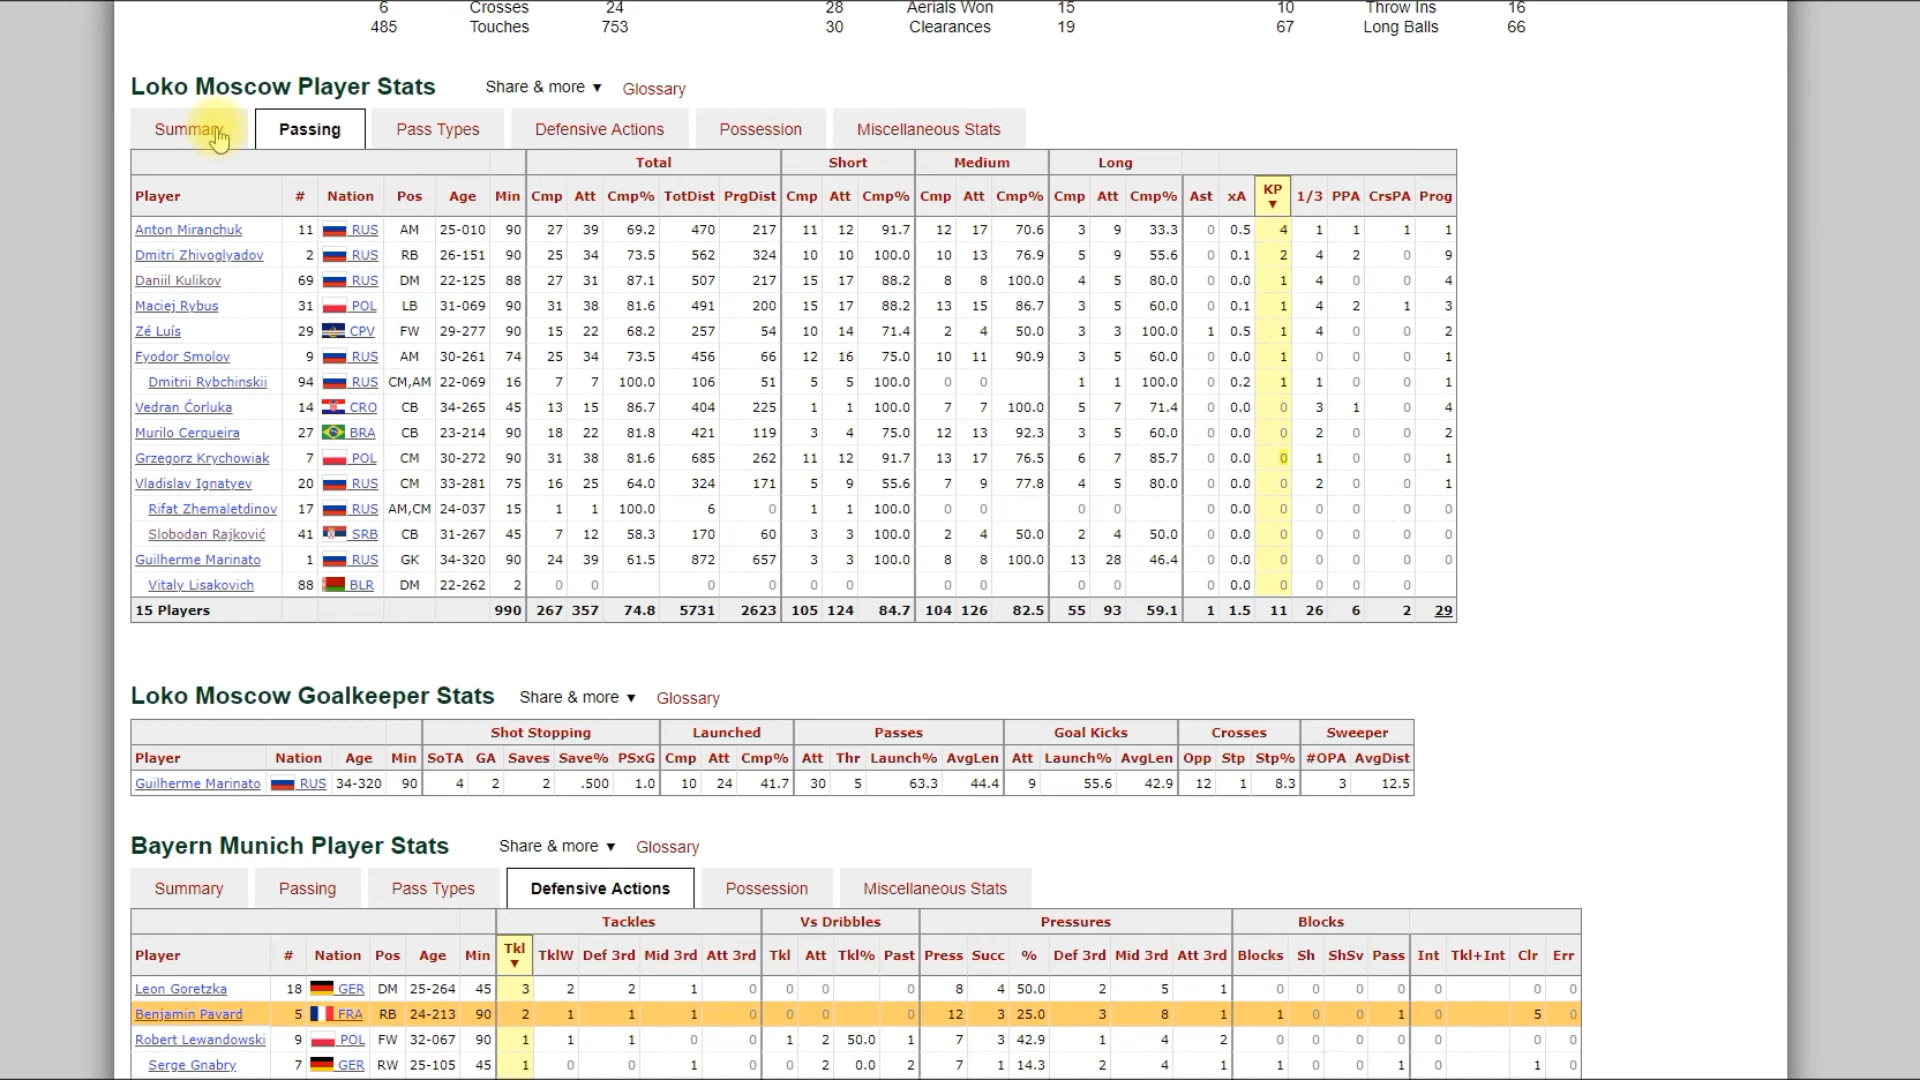 6 Crosses 24 28 Aerials Won 15 10 Throw Ins 16
485 Touches 753 30 Clearances 19 67 Long Balls 66
Loko Moscow Player Stats Share & more ▼ Glossary
Summary Passing Pass Types Defensive Actions Possession Miscellaneous Stats
Total Short Medium Long
Player # Nation Pos Age Min Cmp Att Cmp% TotDist PrgDist Cmp Att Cmp% Cmp Att Cmp% Cmp Att Cmp% Ast xA KP ▼ 1/3 PPA CrsPA Prog
Anton Miranchuk 11 RUS AM 25-010 90 27 39 69.2 470 217 11 12 91.7 12 17 70.6 3 9 33.3 0 0.5 4 1 1 1 1
Dmitri Zhivoglyadov 2 RUS RB 26-151 90 25 34 73.5 562 324 10 10 100.0 10 13 76.9 5 9 55.6 0 0.1 2 4 2 0 9
Daniil Kulikov 69 RUS DM 22-125 88 27 31 87.1 507 217 15 17 88.2 8 8 100.0 4 5 80.0 0 0.0 1 4 0 0 4
Maciej Rybus 31 POL LB 31-069 90 31 38 81.6 491 200 15 17 88.2 13 15 86.7 3 5 60.0 0 0.1 1 4 2 1 3
Zé Luís 29 CPV FW 29-277 90 15 22 68.2 257 54 10 14 71.4 2 4 50.0 3 3 100.0 1 0.5 1 4 0 0 2
Fyodor Smolov 9 RUS AM 30-261 74 25 34 73.5 456 66 12 16 75.0 10 11 90.9 3 5 60.0 0 0.0 1 0 0 0 1
Dmitrii Rybchinskii 94 RUS CM,AM 22-069 16 7 7 100.0 106 51 5 5 100.0 0 0 1 1 100.0 0 0.2 1 1 0 0 1
Vedran Ćorluka 14 CRO CB 34-265 45 13 15 86.7 404 225 1 1 100.0 7 7 100.0 5 7 71.4 0 0.0 0 3 1 0 4
Murilo Cerqueira 27 BRA CB 23-214 90 18 22 81.8 421 119 3 4 75.0 12 13 92.3 3 5 60.0 0 0.0 0 2 0 0 2
Grzegorz Krychowiak 7 POL CM 30-272 90 31 38 81.6 685 262 11 12 91.7 13 17 76.5 6 7 85.7 0 0.0 0 1 0 0 1
Vladislav Ignatyev 20 RUS CM 33-281 75 16 25 64.0 324 171 5 9 55.6 7 9 77.8 4 5 80.0 0 0.0 0 2 0 0 1
Rifat Zhemaletdinov 17 RUS AM,CM 24-037 15 1 1 100.0 6 0 1 1 100.0 0 0 0 0 0 0.0 0 0 0 0 0
Slobodan Rajković 41 SRB CB 31-267 45 7 12 58.3 170 60 3 3 100.0 2 4 50.0 2 4 50.0 0 0.0 0 0 0 0 0
Guilherme Marinato 1 RUS GK 34-320 90 24 39 61.5 872 657 3 3 100.0 8 8 100.0 13 28 46.4 0 0.0 0 0 0 0 0
Vitaly Lisakovich 88 BLR DM 22-262 2 0 0 0 0 0 0 0 0 0 0 0.0 0 0 0 0
15 Players 990 267 357 74.8 5731 2623 105 124 84.7 104 126 82.5 55 93 59.1 1 1.5 11 26 6 2 29
Loko Moscow Goalkeeper Stats Share & more ▼ Glossary
Shot Stopping Launched Passes Goal Kicks Crosses Sweeper
Player Nation Age Min SoTA GA Saves Save% PSxG Cmp Att Cmp% Att Thr Launch% AvgLen Att Launch% AvgLen Opp Stp Stp% #OPA AvgDist
Guilherme Marinato RUS 34-320 90 4 2 2 .500 1.0 10 24 41.7 30 5 63.3 44.4 9 55.6 42.9 12 1 8.3 3 12.5
Bayern Munich Player Stats Share & more ▼ Glossary
Summary Passing Pass Types Defensive Actions Possession Miscellaneous Stats
Tackles Vs Dribbles Pressures Blocks
Player # Nation Pos Age Min Tkl ▼ TklW Def 3rd Mid 3rd Att 3rd Tkl Att Tkl% Past Press Succ % Def 3rd Mid 3rd Att 3rd Blocks Sh ShSv Pass Int Tkl+Int Clr Err
Leon Goretzka 18 GER DM 25-264 45 3 2 2 1 0 0 0 0 8 4 50.0 2 5 1 0 0 0 0 0 0 0
Benjamin Pavard 5 FRA RB 24-213 90 2 1 1 1 0 0 0 0 12 3 25.0 3 8 1 1 0 0 1 0 5 0
Robert Lewandowski 9 POL FW 32-067 90 1 1 1 0 0 1 2 50.0 1 7 3 42.9 1 4 2 0 0 0 0 0 0 0
Serge Gnabry 7 GER RW 25-105 45 1 0 0 1 0 0 2 0.0 2 7 1 14.3 2 4 1 1 0 0 1 0 1 0